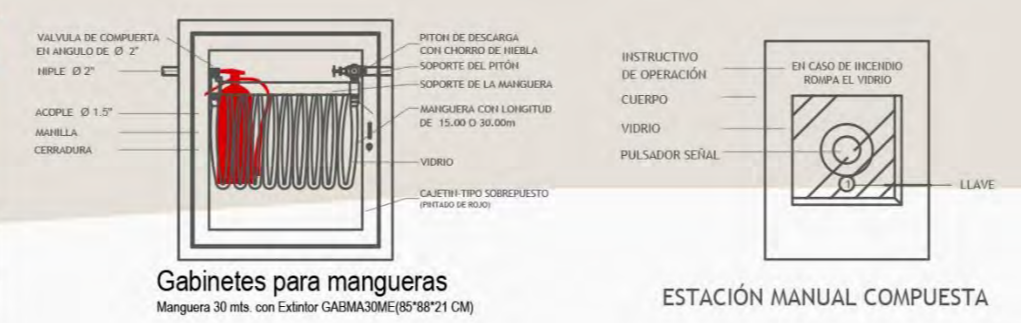 VALVULA DE COMPUERTA
EN ANGULO DE Ø 2"
NIPLE Ø 2"
ACOPLE Ø 1.5"
MANILLA
CERRADURA
PITON DE DESCARGA
CON CHORRO DE NIEBLA
SOPORTE DEL PITÓN
SOPORTE DE LA MANGUERA
MANGUERA CON LONGITUD
DE 15.00 O 30.00m
VIDRIO
CAJETIN-TIPO SOBREPUESTO
(PINTADO DE ROJO)
Gabinetes para mangueras
Manguera 30 mts. con Extintor GABMA30ME(85*88*21 CM)
INSTRUCTIVO
DE OPERACIÓN
CUERPO
VIDRIO
PULSADOR SEÑAL
EN CASO DE INCENDIO
ROMPA EL VIDRIO
1
LLAVE
ESTACIÓN MANUAL COMPUESTA